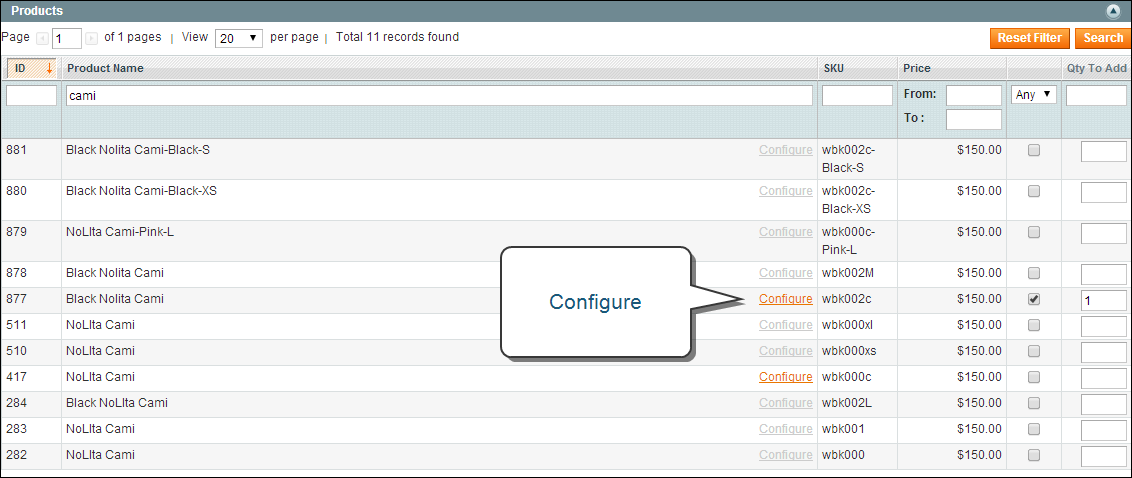 Products
Page 1 of 1 pages | View 20 per page | Total 11 records found Reset Filter Search
ID Product Name SKU Price Qty To Add
cami From: Any
To :
881 Black Nolita Cami-Black-S Configure wbk002c- $150.00
Black-S
880 Black Nolita Cami-Black-XS Configure wbk002c- $150.00
Black-XS
879 NoLIta Cami-Pink-L Configure wbk000c- $150.00
Pink-L
878 Black Nolita Cami Configure wbk002M $150.00
877 Black Nolita Cami Configure wbk002c $150.00 1
Configure
511 NoLIta Cami Configure wbk000xl $150.00
510 NoLIta Cami Configure wbk000xs $150.00
417 NoLIta Cami Configure wbk000c $150.00
284 Black NoLIta Cami Configure wbk002L $150.00
283 NoLIta Cami Configure wbk001 $150.00
282 NoLIta Cami Configure wbk000 $150.00